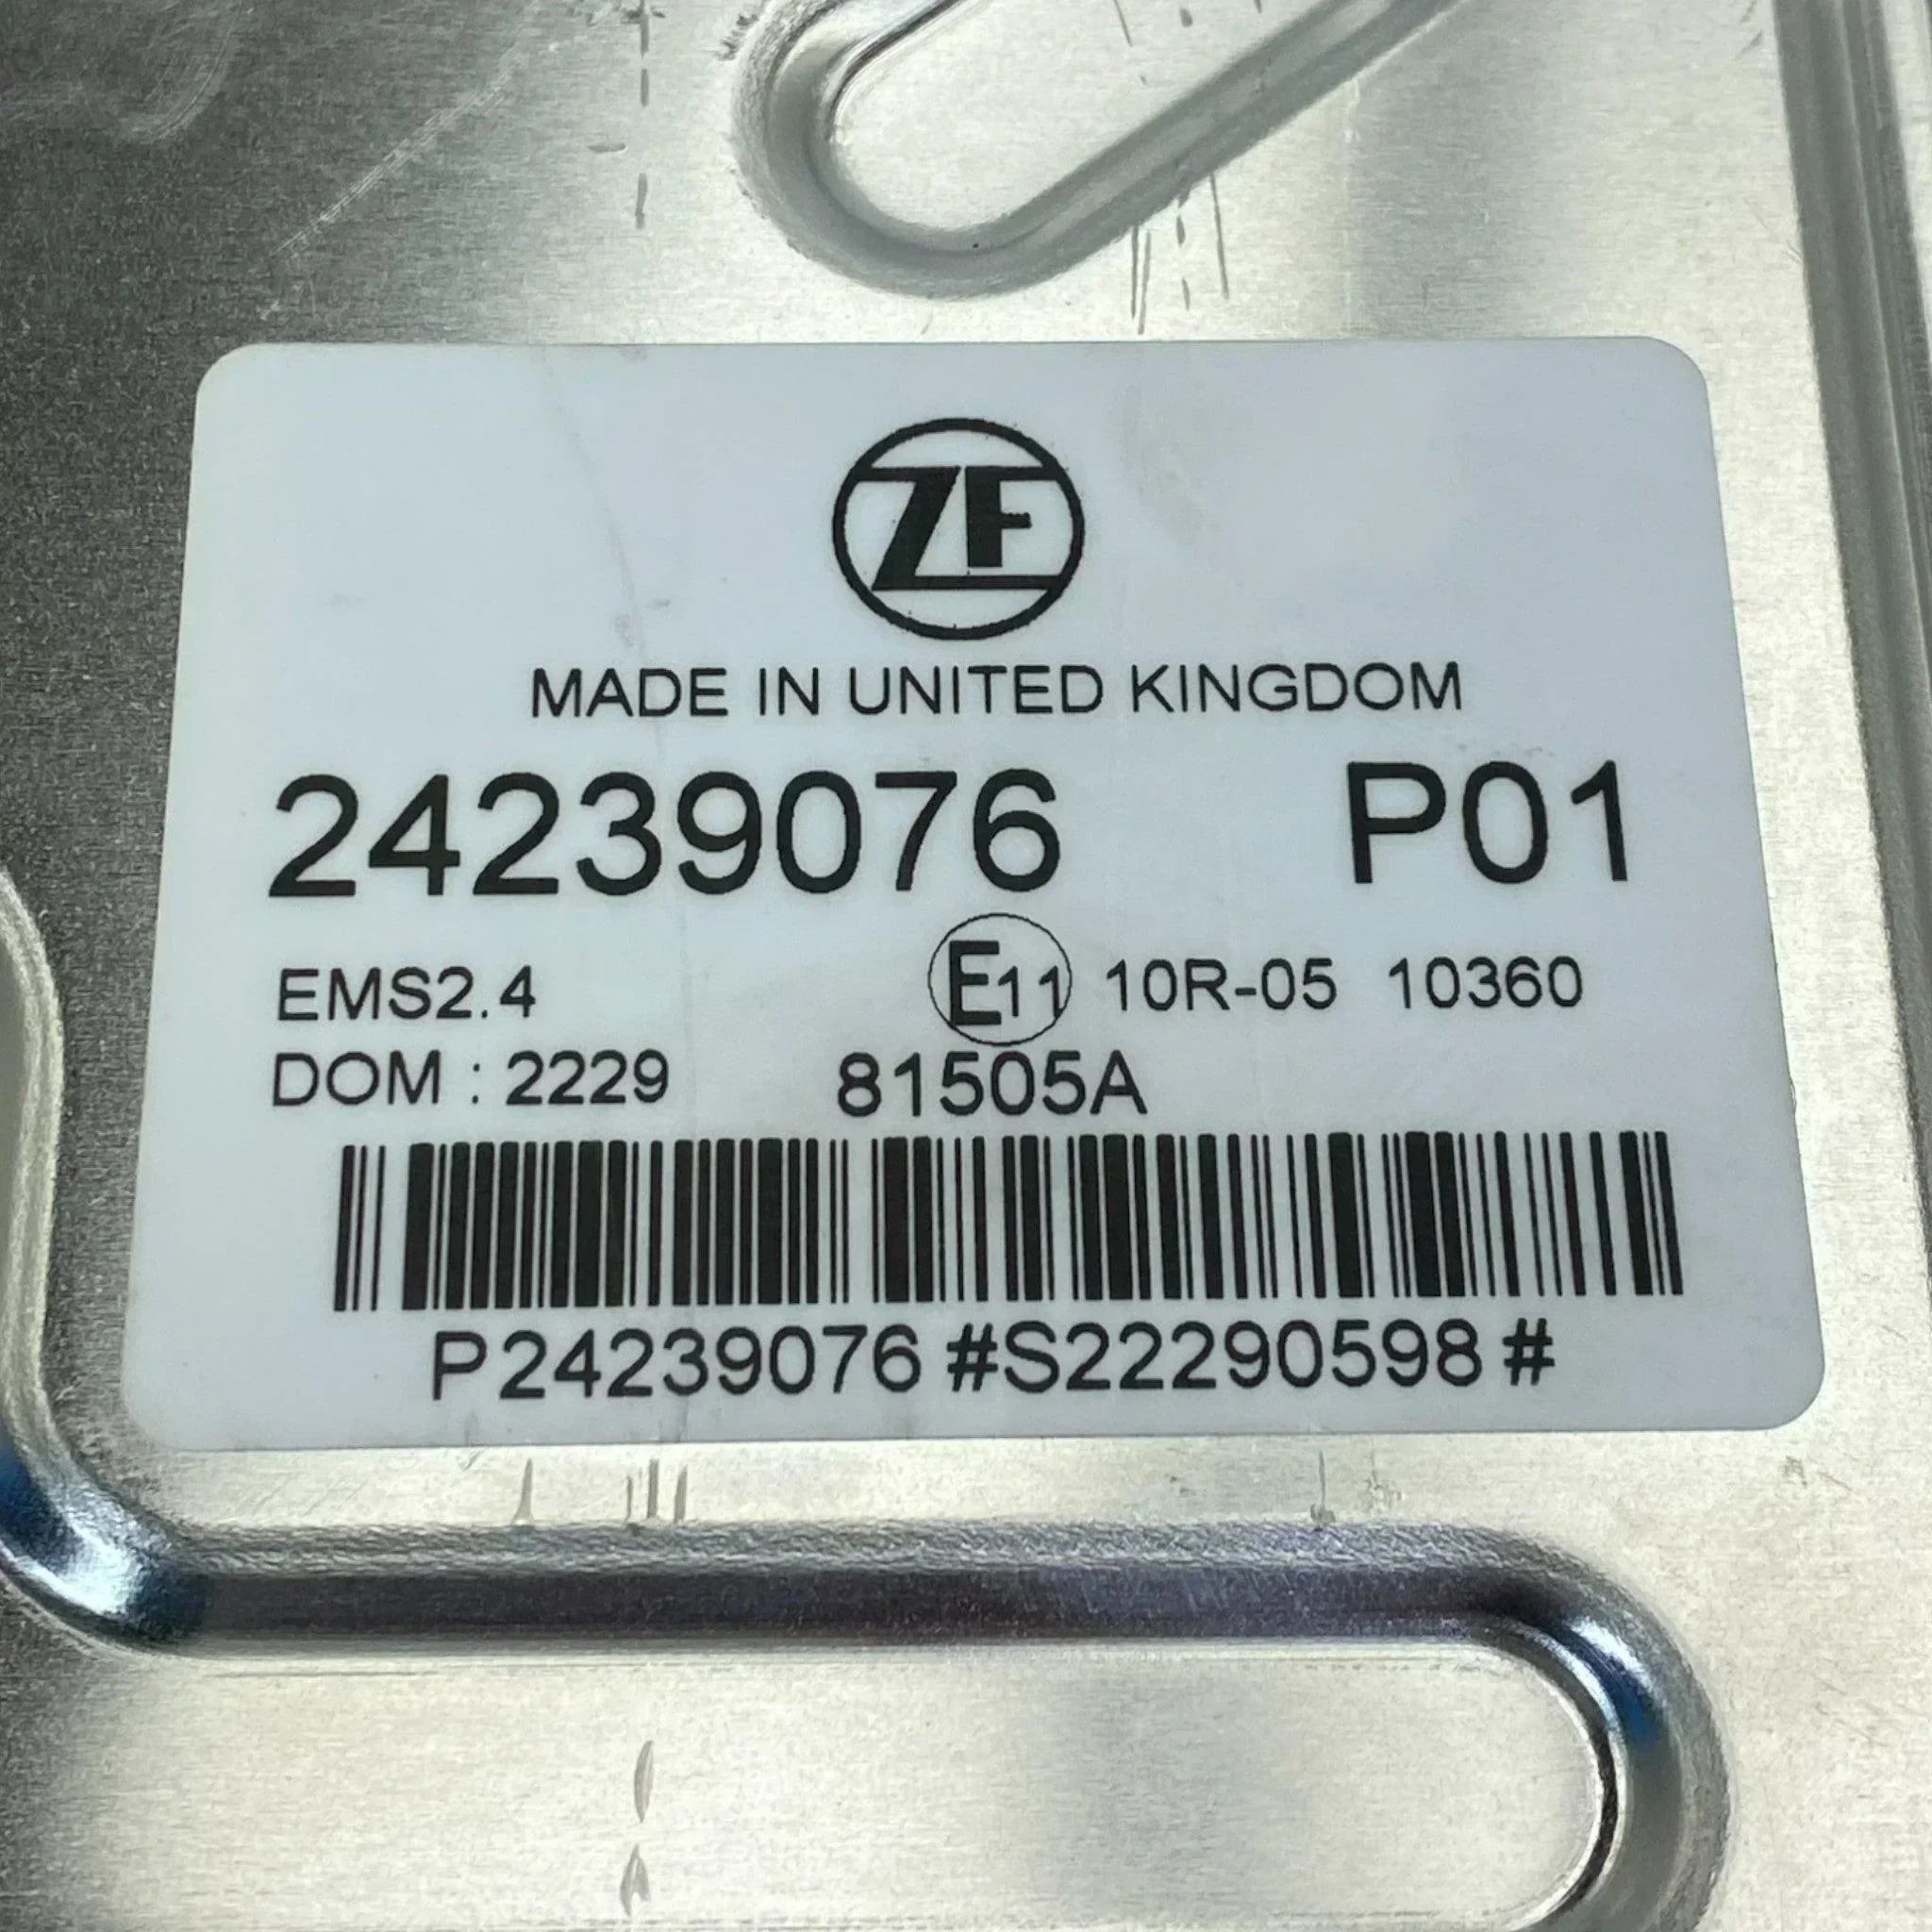 ZF
MADE IN UNITED KINGDOM
24239076 P01
EMS2.4 E11 10R-05 10360
DOM : 2229 81505A
P24239076#S22290598#